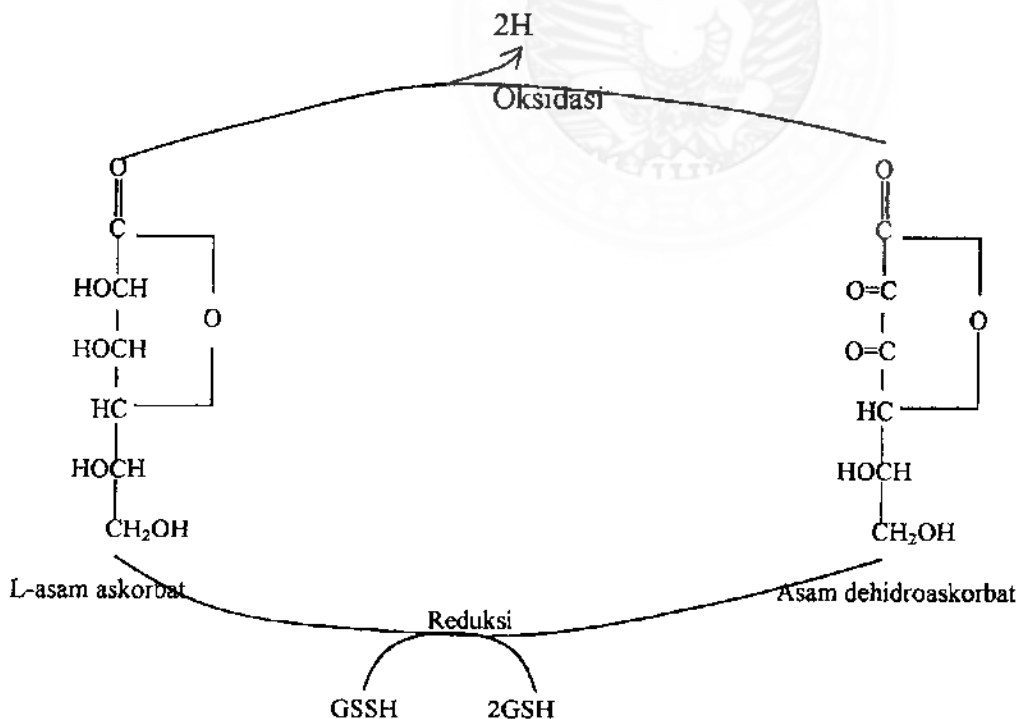 2H
Oksidasi
O
C
HOCH
O
HOCH
HC
HOCH
CH₂OH
L-asam askorbat
O
C
O=C
O
O=C
HC
HOCH
CH₂OH
Asam dehidroaskorbat
Reduksi
GSSH
2GSH